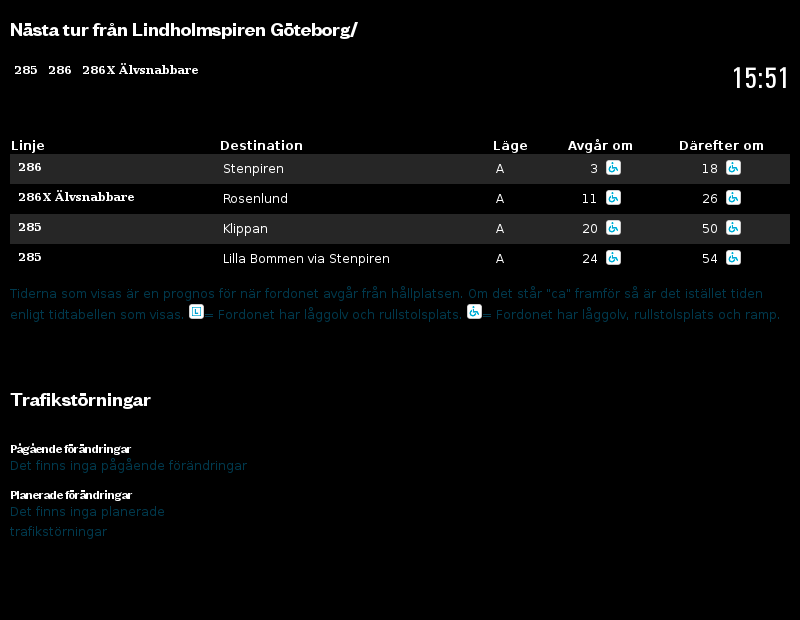 Nästa tur från Lindholmspiren Göteborg/
285 286 286X Älvsnabbare
15:51
Linje Destination Läge Avgår om Därefter om
286 Stenpiren A 3 18
286X Älvsnabbare Rosenlund A 11 26
285 Klippan A 20 50
285 Lilla Bommen via Stenpiren A 24 54
Tiderna som visas är en prognos för när fordonet avgår från hållplatsen. Om det står "ca" framför så är det istället tiden
enligt tidtabellen som visas. L = Fordonet har låggolv och rullstolsplats. = Fordonet har låggolv, rullstolsplats och ramp.
Trafikstörningar
Pågående förändringar
Det finns inga pågående förändringar
Planerade förändringar
Det finns inga planerade
trafikstörningar